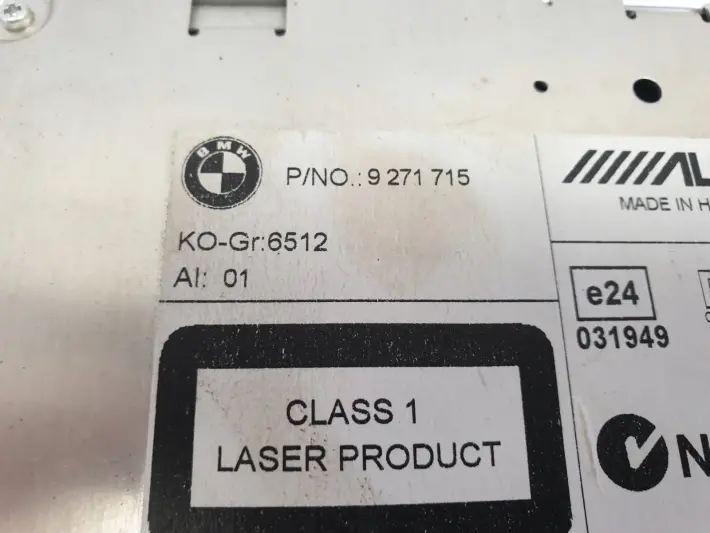 BMW
P/NO.: 9 271 715
KO-Gr:6512
AI: 01
MADE IN
e24
031949
CLASS 1
LASER PRODUCT
N